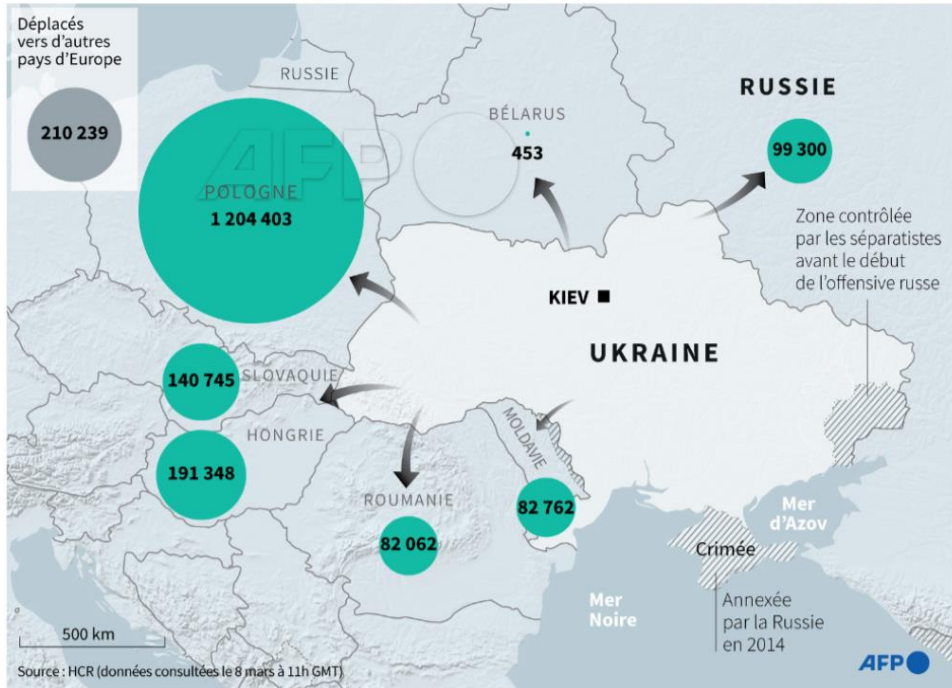 Déplacés
vers d'autres
pays d'Europe
210 239
RUSSIE
BÉLARUS
453
RUSSIE
99 300
AFP
POLOGNE
1 204 403
Zone contrôlée
par les séparatistes
avant le début
de l'offensive russe
KIEV
UKRAINE
140 745
SLOVAQUIE
HONGRIE
191 348
MOLDAVIE
ROUMANIE
82 062
82 762
Mer
d'Azov
Crimée
Mer
Noire
Annexée
par la Russie
en 2014
500 km
Source : HCR (données consultées le 8 mars à 11h GMT)
AFP